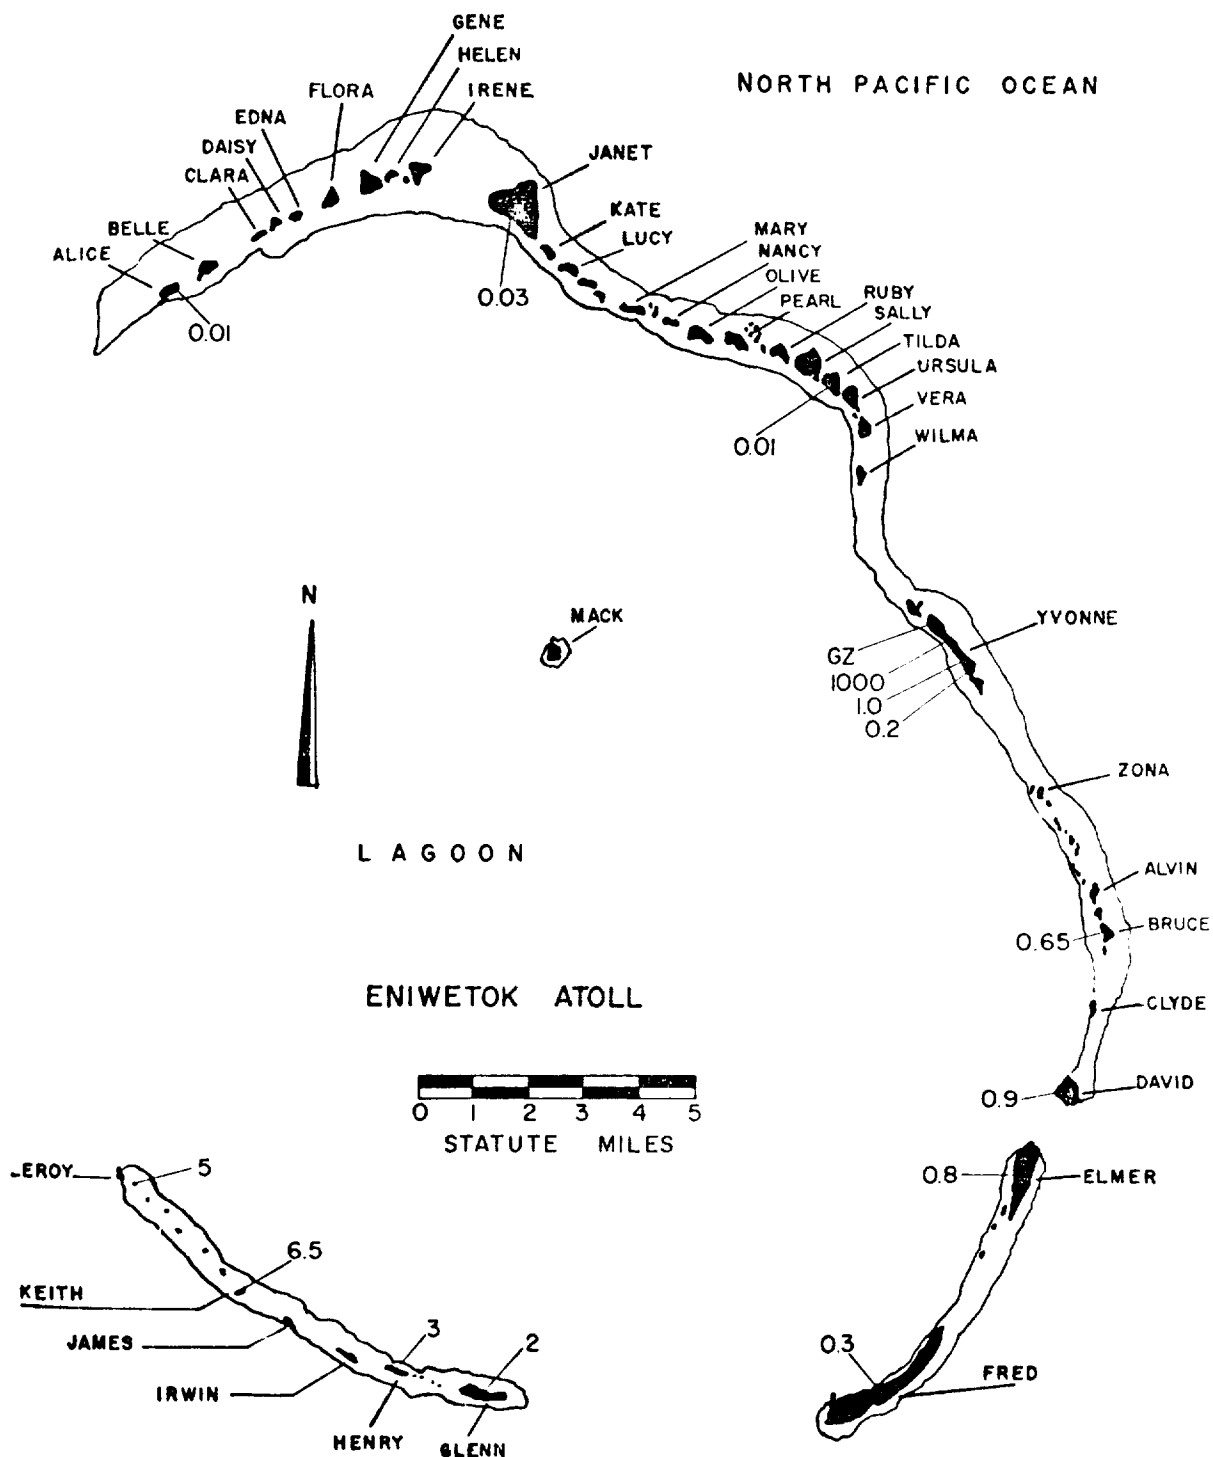 GENE
HELEN
NORTH PACIFIC OCEAN
FLORA
IRENE
EDNA
DAISY
JANET
CLARA
KATE
BELLE
LUCY
MARY
ALICE
NANCY
OLIVE
0.03
PEARL
RUBY
SALLY
0.01
TILDA
URSULA
VERA
0.01
WILMA
N
MACK
YVONNE
GZ
1000
1.0
0.2
ZONA
LAGOON
ALVIN
BRUCE
0.65
ENIWETOK ATOLL
CLYDE
DAVID
0.9
0 1 2 3 4 5
STATUTE MILES
LEROY
5
0.8
ELMER
6.5
KEITH
3
2
JAMES
0.3
FRED
IRWIN
HENRY
GLENN